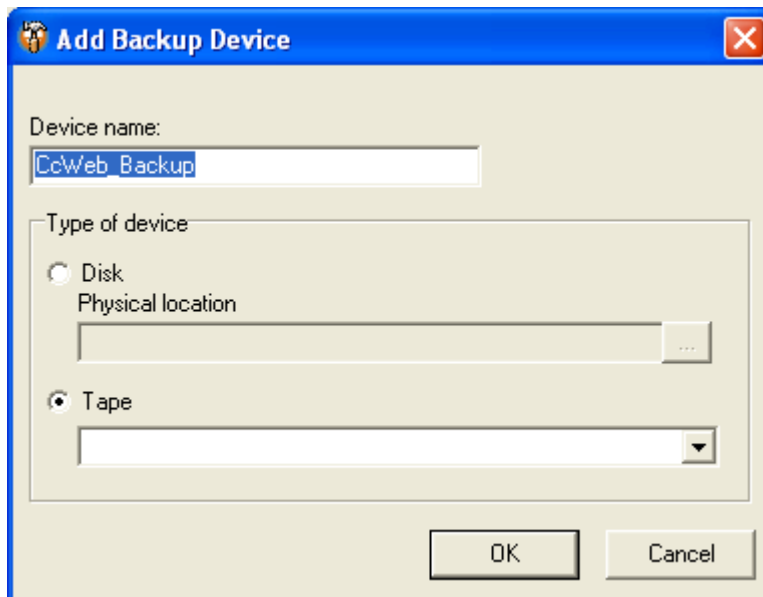 Add Backup Device
Device name:
CcWeb_Backup
Type of device
Disk
Physical location
...
Tape
OK Cancel